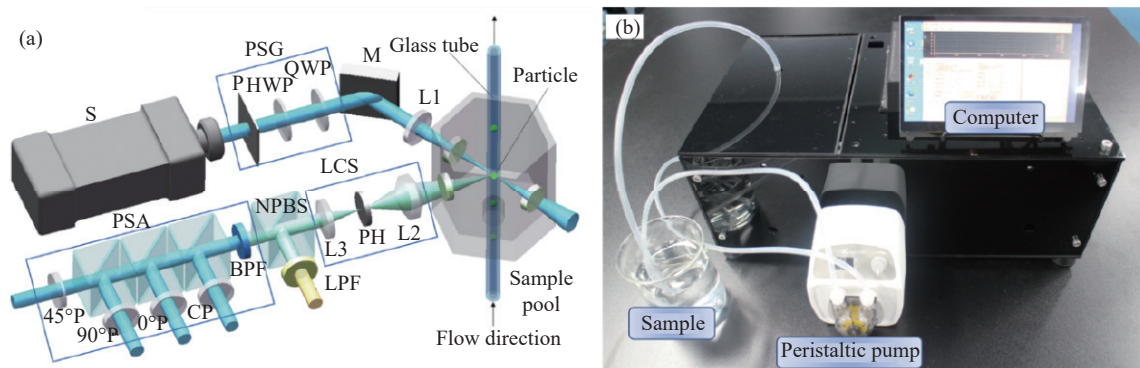 (a)
PSG
P
HWP
QWP
M
S
L1
Glass tube
Particle
LCS
PSA
NPBS
L3
PH
L2
BPF
LPF
45°P
90°P
0°P
CP
Sample
pool
Flow direction
(b)
Computer
Sample
Peristaltic pump